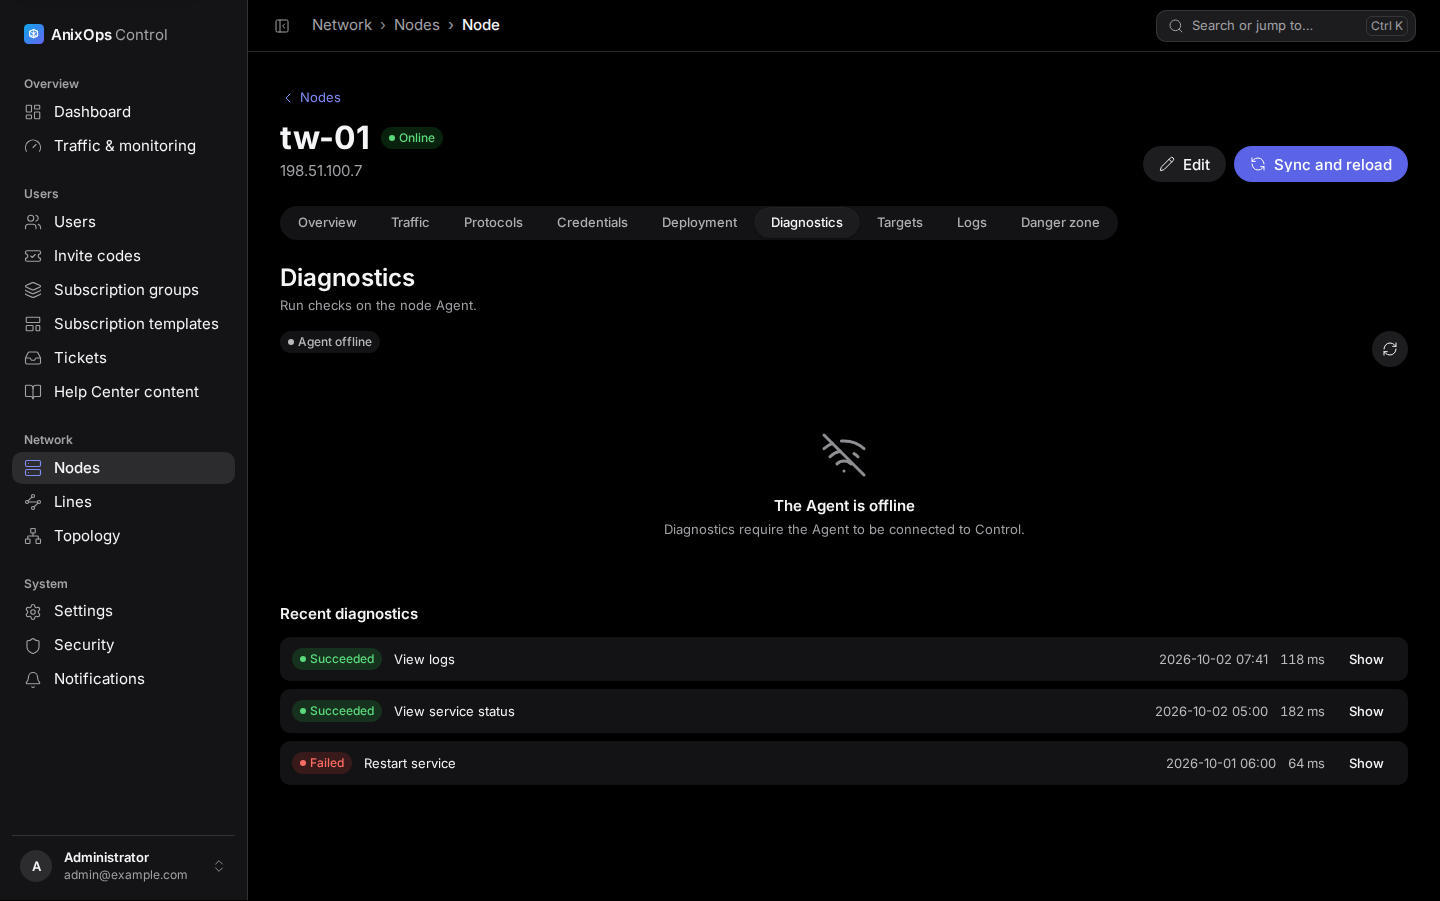 AnixOps Control
Overview
Dashboard
Traffic & monitoring
Users
Users
Invite codes
Subscription groups
Subscription templates
Tickets
Help Center content
Network
Nodes
Lines
Topology
System
Settings
Security
Notifications
A
Administrator
admin@example.com
Network › Nodes › Node
Search or jump to...
Ctrl K
Nodes
tw-01
Online
198.51.100.7
Edit
Sync and reload
Overview Traffic Protocols Credentials Deployment Diagnostics Targets Logs Danger zone
Diagnostics
Run checks on the node Agent.
Agent offline
The Agent is offline
Diagnostics require the Agent to be connected to Control.
Recent diagnostics
Succeeded View logs 2026-10-02 07:41 118 ms Show
Succeeded View service status 2026-10-02 05:00 182 ms Show
Failed Restart service 2026-10-01 06:00 64 ms Show